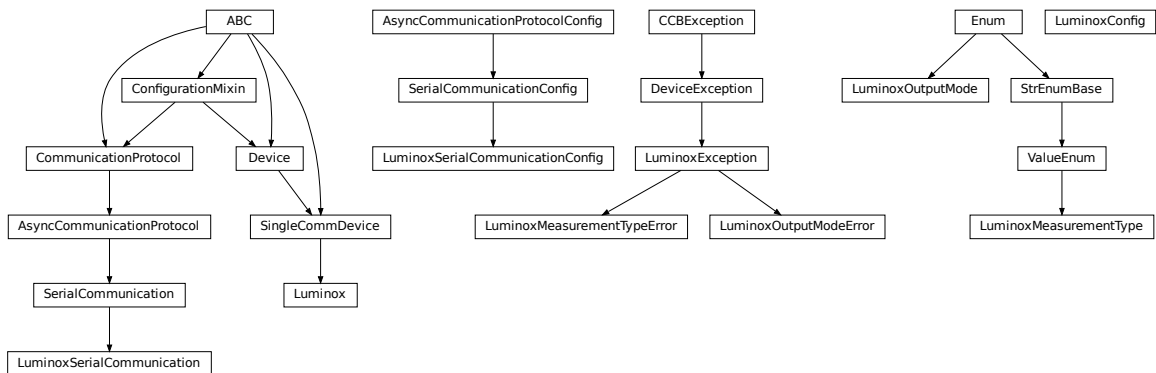 ABC
AsyncCommunicationProtocolConfig
CCBException
Enum
LuminoxConfig
ConfigurationMixin
SerialCommunicationConfig
DeviceException
LuminoxOutputMode
StrEnumBase
CommunicationProtocol
Device
LuminoxSerialCommunicationConfig
LuminoxException
ValueEnum
AsyncCommunicationProtocol
SingleCommDevice
LuminoxMeasurementTypeError
LuminoxOutputModeError
LuminoxMeasurementType
SerialCommunication
Luminox
LuminoxSerialCommunication